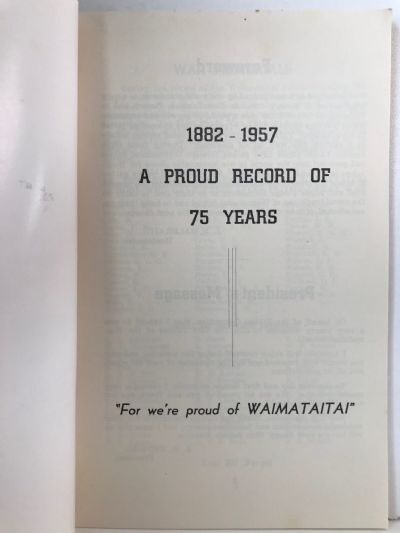 1882 - 1957
A PROUD RECORD OF
75 YEARS
"For we're proud of WAIMATAITAI"